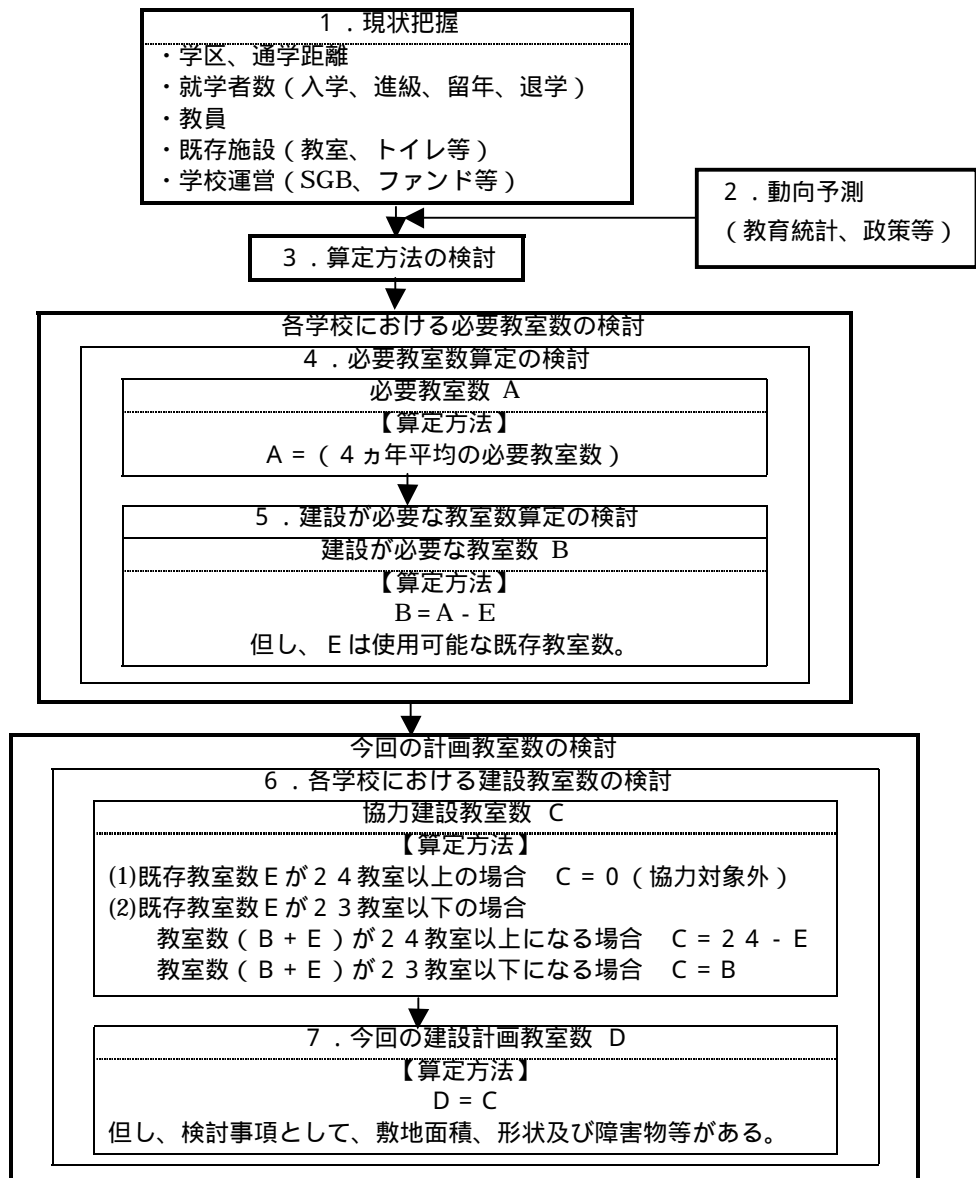 １．現状把握
・学区、通学距離
・就学者数（入学、進級、留年、退学）
・教員
・既存施設（教室、トイレ等）
・学校運営（SGB、ファンド等）
２．動向予測
（教育統計、政策等）
３．算定方法の検討
各学校における必要教室数の検討
４．必要教室数算定の検討
必要教室数 A
【算定方法】
A =（４ヵ年平均の必要教室数）
５．建設が必要な教室数算定の検討
建設が必要な教室数 B
【算定方法】
B = A - E
但し、Eは使用可能な既存教室数。
今回の計画教室数の検討
６．各学校における建設教室数の検討
協力建設教室数 C
【算定方法】
(1)既存教室数Eが２４教室以上の場合　C = 0（協力対象外）
(2)既存教室数Eが２３教室以下の場合
教室数（B + E）が２４教室以上になる場合　C = ２４ - E
教室数（B + E）が２３教室以下になる場合　C = B
７．今回の建設計画教室数 D
【算定方法】
D = C
但し、検討事項として、敷地面積、形状及び障害物等がある。